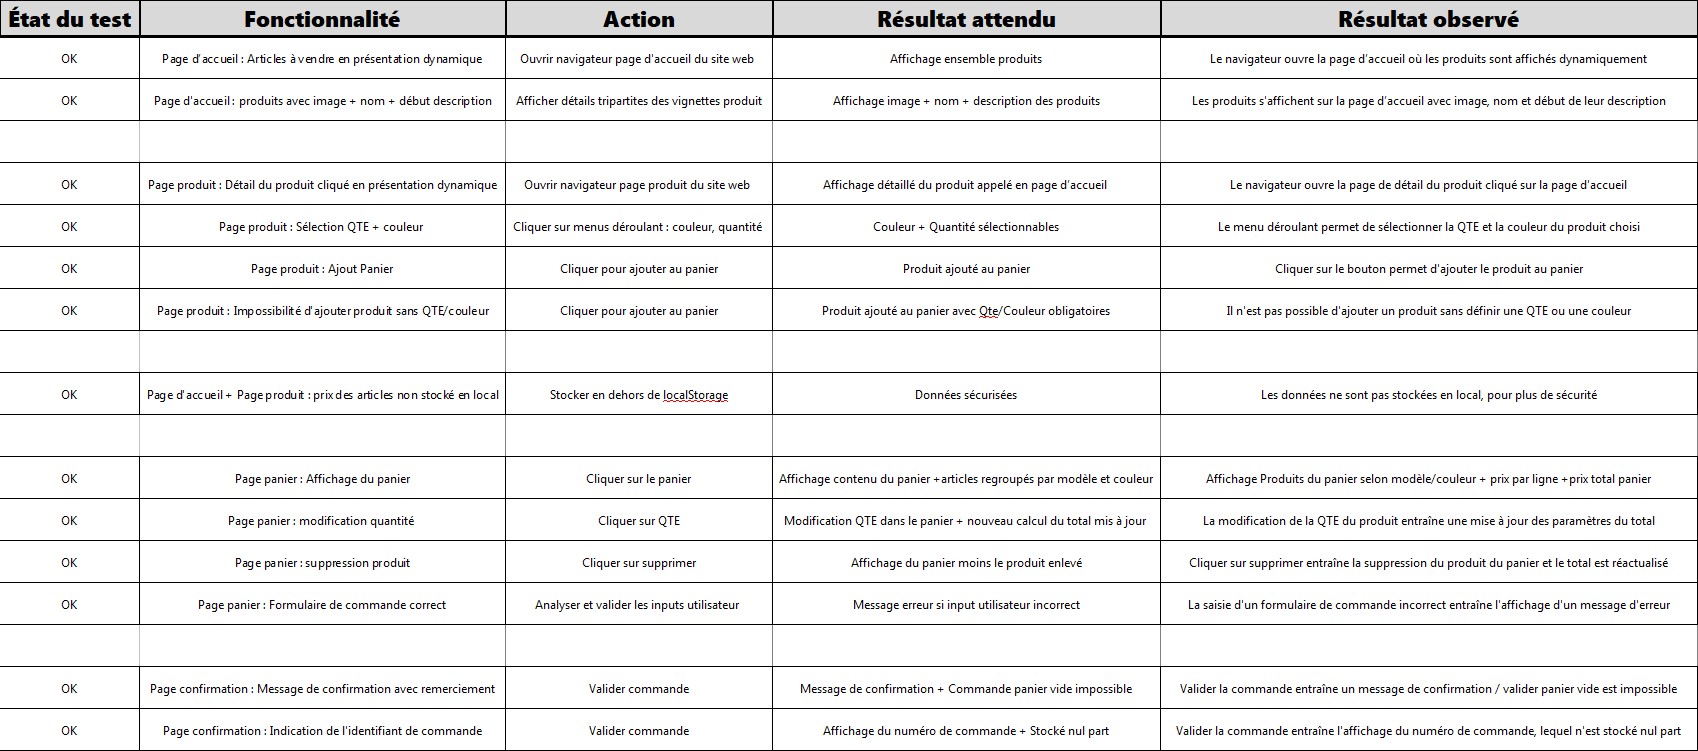 État du test Fonctionnalité Action Résultat attendu Résultat observé
OK Page d'accueil : Articles à vendre en présentation dynamique Ouvrir navigateur page d'accueil du site web Affichage ensemble produits Le navigateur ouvre la page d'accueil où les produits sont affichés dynamiquement
OK Page d'accueil : produits avec image + nom + début description Afficher détails tripartites des vignettes produit Affichage image + nom + description des produits Les produits s'affichent sur la page d'accueil avec image, nom et début de leur description
OK Page produit : Détail du produit cliqué en présentation dynamique Ouvrir navigateur page produit du site web Affichage détaillé du produit appelé en page d'accueil Le navigateur ouvre la page de détail du produit cliqué sur la page d'accueil
OK Page produit : Sélection QTE + couleur Cliquer sur menus déroulant : couleur, quantité Couleur + Quantité sélectionnables Le menu déroulant permet de sélectionner la QTE et la couleur du produit choisi
OK Page produit : Ajout Panier Cliquer pour ajouter au panier Produit ajouté au panier Cliquer sur le bouton permet d'ajouter le produit au panier
OK Page produit : Impossibilité d'ajouter produit sans QTE/couleur Cliquer pour ajouter au panier Produit ajouté au panier avec Qte/Couleur obligatoires Il n'est pas possible d'ajouter un produit sans définir une QTE ou une couleur
OK Page d'accueil + Page produit : prix des articles non stocké en local Stocker en dehors de localStorage Données sécurisées Les données ne sont pas stockées en local, pour plus de sécurité
OK Page panier : Affichage du panier Cliquer sur le panier Affichage contenu du panier +articles regroupés par modèle et couleur Affichage Produits du panier selon modèle/couleur + prix par ligne +prix total panier
OK Page panier : modification quantité Cliquer sur QTE Modification QTE dans le panier + nouveau calcul du total mis à jour La modification de la QTE du produit entraîne une mise à jour des paramètres du total
OK Page panier : suppression produit Cliquer sur supprimer Affichage du panier moins le produit enlevé Cliquer sur supprimer entraîne la suppression du produit du panier et le total est réactualisé
OK Page panier : Formulaire de commande correct Analyser et valider les inputs utilisateur Message erreur si input utilisateur incorrect La saisie d'un formulaire de commande incorrect entraîne l'affichage d'un message d'erreur
OK Page confirmation : Message de confirmation avec remerciement Valider commande Message de confirmation + Commande panier vide impossible Valider la commande entraîne un message de confirmation / valider panier vide est impossible
OK Page confirmation : Indication de l'identifiant de commande Valider commande Affichage du numéro de commande + Stocké nul part Valider la commande entraîne l'affichage du numéro de commande, lequel n'est stocké nul part